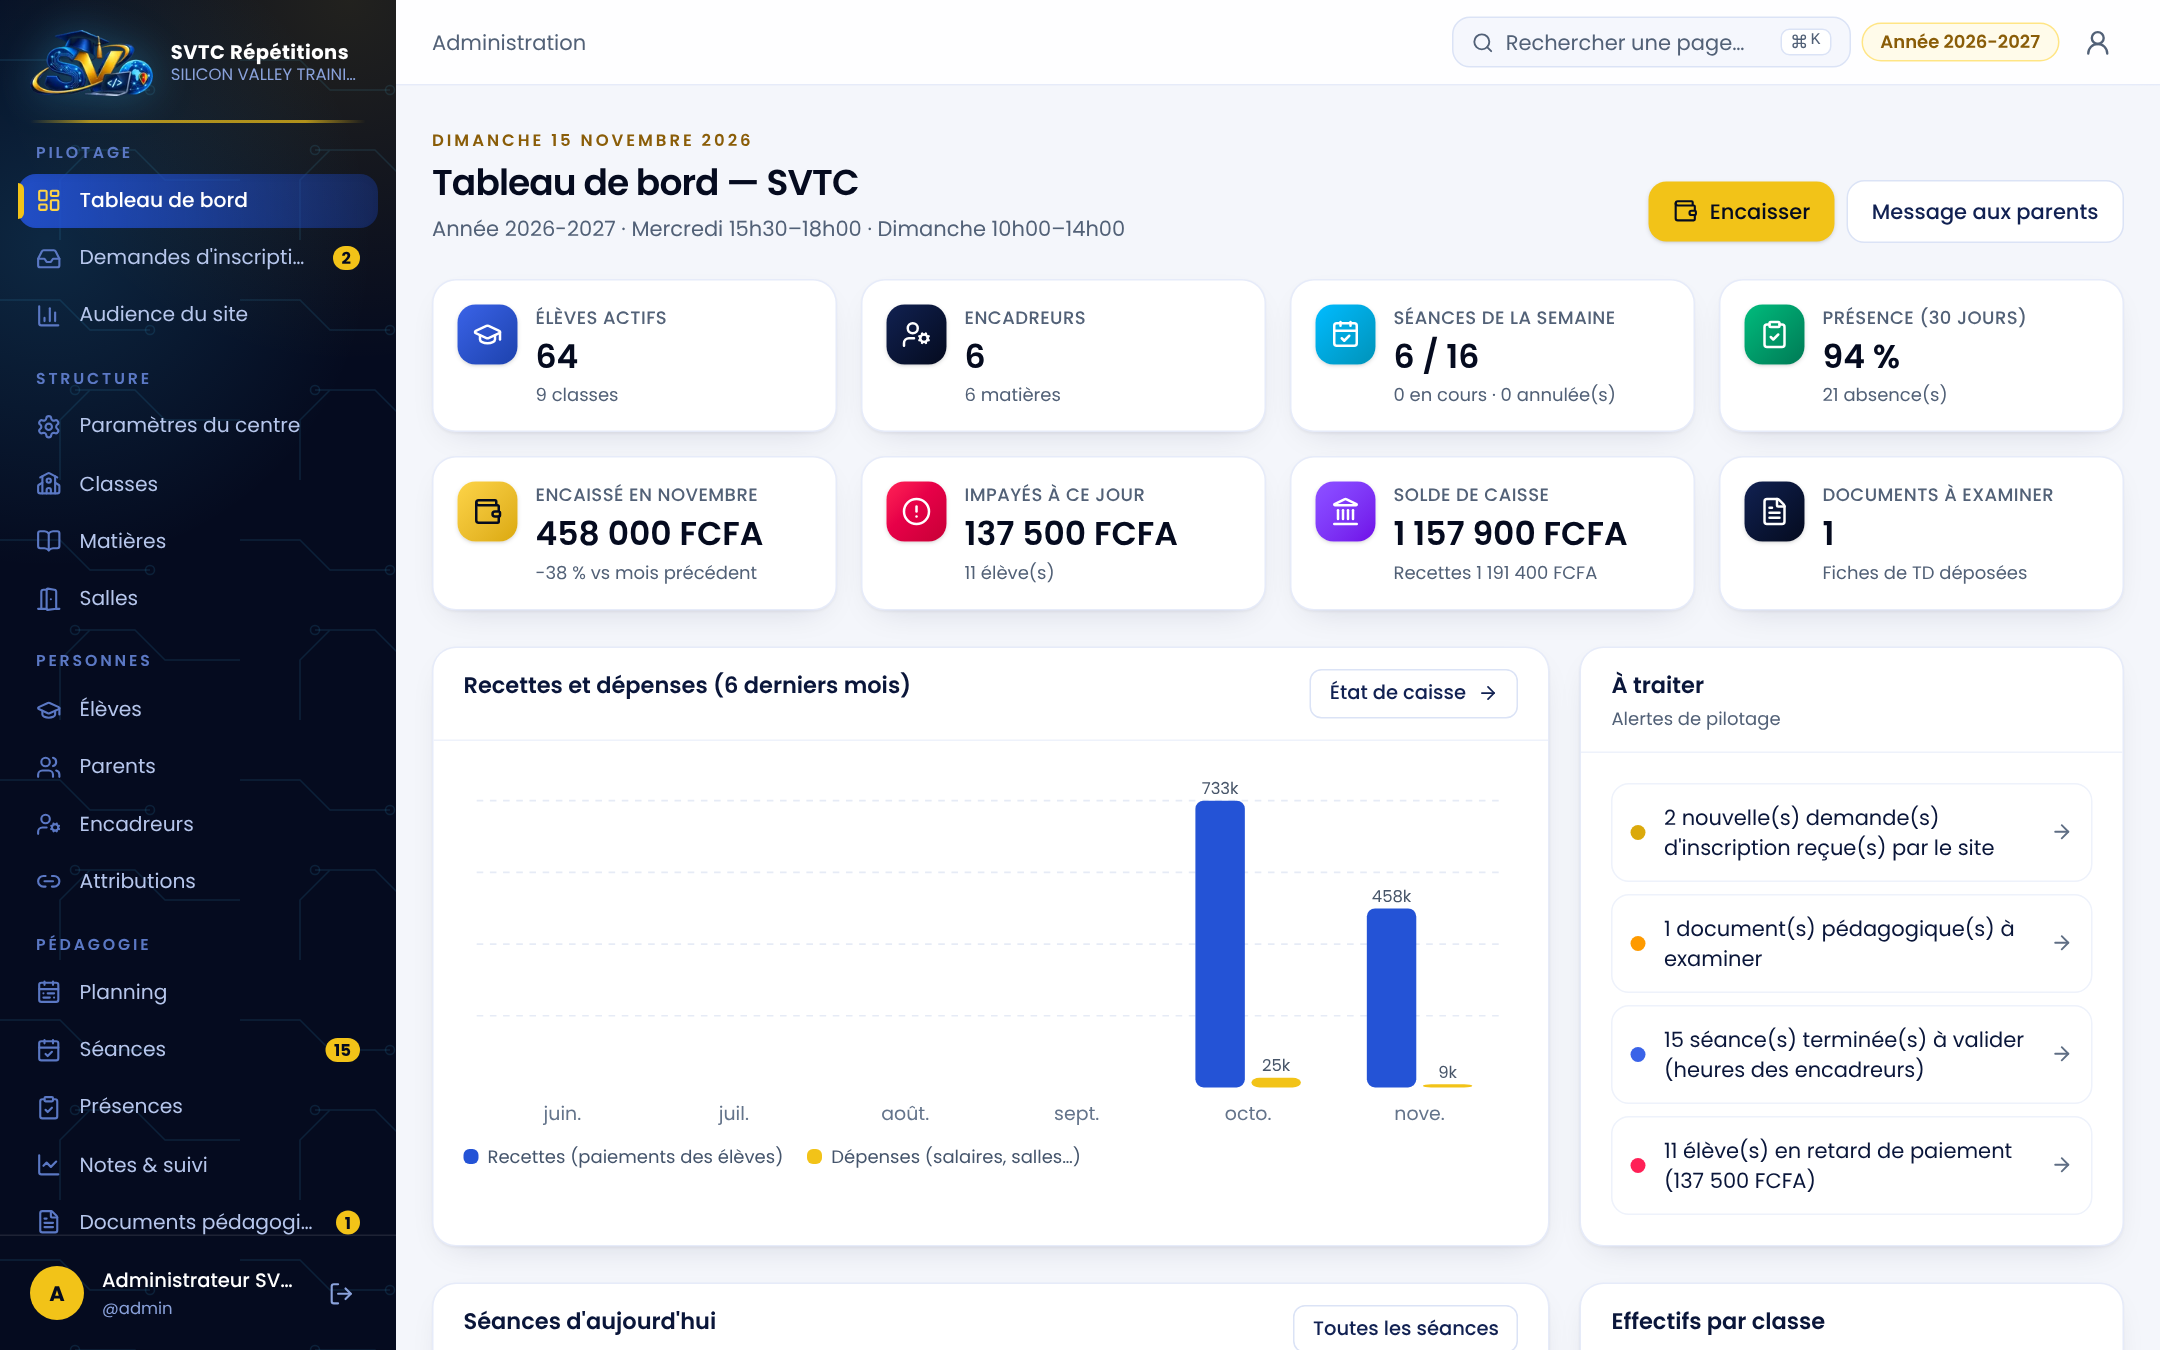 SVTC Répétitions
SILICON VALLEY TRAINI...
PILOTAGE
Tableau de bord
Demandes d'inscripti... 2
Audience du site
STRUCTURE
Paramètres du centre
Classes
Matières
Salles
PERSONNES
Élèves
Parents
Encadreurs
Attributions
PÉDAGOGIE
Planning
Séances 15
Présences
Notes & suivi
Documents pédagogi... 1
A
Administrateur SV...
@admin
Administration
Rechercher une page... ⌘ K
Année 2026-2027
DIMANCHE 15 NOVEMBRE 2026
Tableau de bord — SVTC
Année 2026-2027 · Mercredi 15h30–18h00 · Dimanche 10h00–14h00
Encaisser
Message aux parents
ÉLÈVES ACTIFS
64
9 classes
ENCADREURS
6
6 matières
SÉANCES DE LA SEMAINE
6 / 16
0 en cours · 0 annulée(s)
PRÉSENCE (30 JOURS)
94 %
21 absence(s)
ENCAISSÉ EN NOVEMBRE
458 000 FCFA
-38 % vs mois précédent
IMPAYÉS À CE JOUR
137 500 FCFA
11 élève(s)
SOLDE DE CAISSE
1 157 900 FCFA
Recettes 1 191 400 FCFA
DOCUMENTS À EXAMINER
1
Fiches de TD déposées
Recettes et dépenses (6 derniers mois)
État de caisse →
733k
458k
25k
9k
juin. juil. août. sept. octo. nove.
Recettes (paiements des élèves) Dépenses (salaires, salles...)
À traiter
Alertes de pilotage
2 nouvelle(s) demande(s)
d'inscription reçue(s) par le site
1 document(s) pédagogique(s) à
examiner
15 séance(s) terminée(s) à valider
(heures des encadreurs)
11 élève(s) en retard de paiement
(137 500 FCFA)
Séances d'aujourd'hui
Toutes les séances
Effectifs par classe